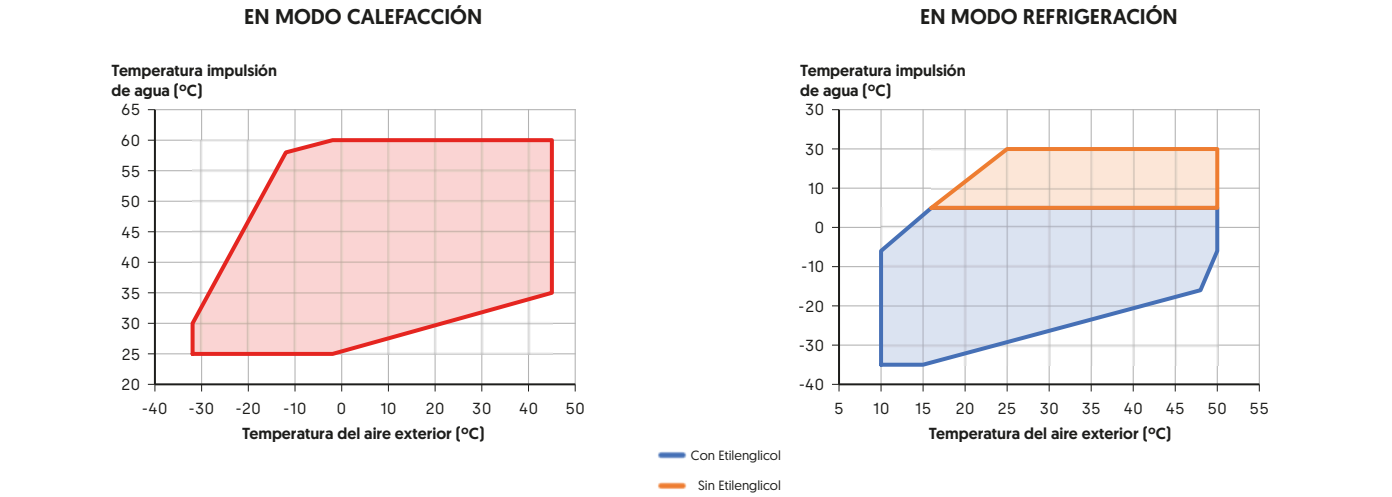 EN MODO CALEFACCIÓN
Temperatura impulsión
de agua (ºC)
65
60
55
50
45
40
35
30
25
20
-40 -30 -20 -10 0 10 20 30 40 50
Temperatura del aire exterior (ºC)
EN MODO REFRIGERACIÓN
Temperatura impulsión
de agua (ºC)
30
30
10
0
-10
-20
-30
-40
5 10 15 20 25 30 35 40 45 50 55
Temperatura del aire exterior (ºC)
Con Etilenglicol
Sin Etilenglicol